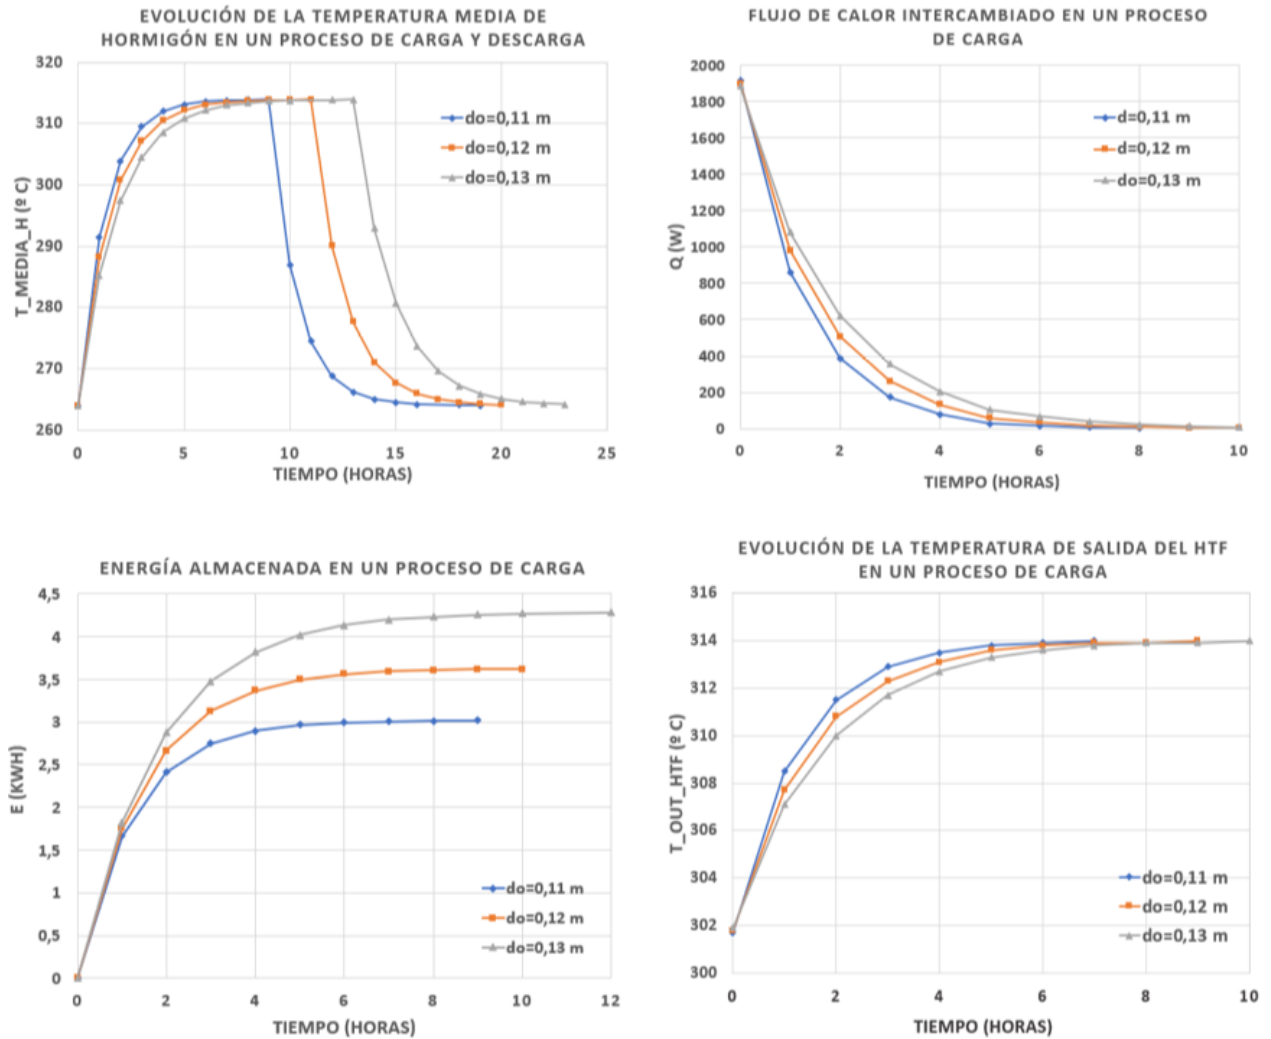 EVOLUCIÓN DE LA TEMPERATURA MEDIA DE
HORMIGÓN EN UN PROCESO DE CARGA Y DESCARGA
320
310
300
290
280
270
260
0
5
10
15
20
25
T_MEDIA_H (º C)
TIEMPO (HORAS)
do=0,11 m
do=0,12 m
do=0,13 m
FLUJO DE CALOR INTERCAMBIADO EN UN PROCESO
DE CARGA
2000
1800
1600
1400
1200
1000
800
600
400
200
0
0
2
4
6
8
10
Q (W)
TIEMPO (HORAS)
d=0,11 m
d=0,12 m
do=0,13 m
ENERGÍA ALMACENADA EN UN PROCESO DE CARGA
4,5
4
3,5
3
2,5
2
1,5
1
0,5
0
0
2
4
6
8
10
12
E (KWH)
TIEMPO (HORAS)
do=0,11 m
do=0,12 m
do=0,13 m
EVOLUCIÓN DE LA TEMPERATURA DE SALIDA DEL HTF
EN UN PROCESO DE CARGA
316
314
312
310
308
306
304
302
300
0
2
4
6
8
10
T_OUT_HTF (º C)
TIEMPO (HORAS)
do=0,11 m
do=0,12 m
do=0,13 m